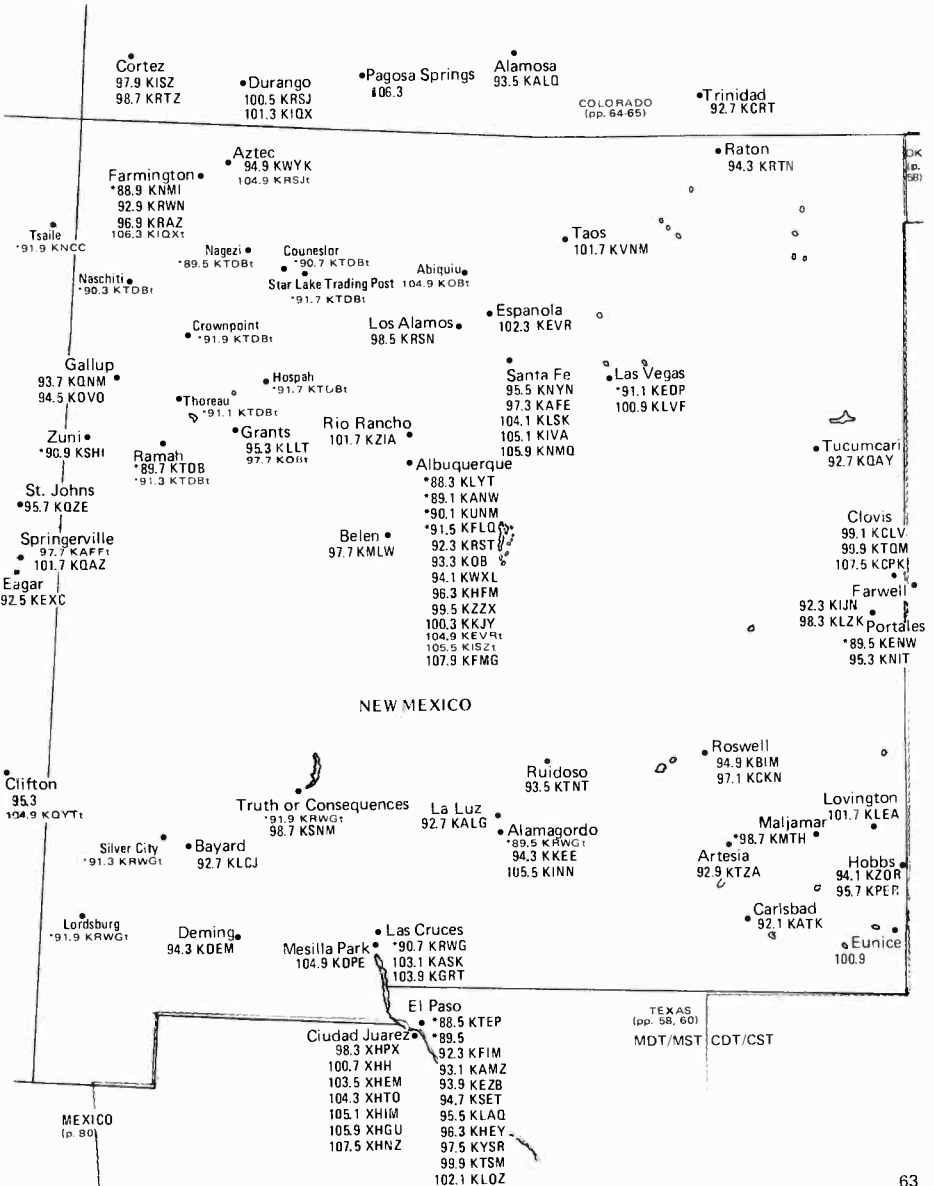 Cortez
97.9 KISZ
98.7 KRTZ
Durango
100.5 KRSJ
101.3 KIQX
Pagosa Springs
106.3
Alamosa
93.5 KALQ
COLORADO
(pp. 64-65)
Trinidad
92.7 KCRT
Aztec
94.9 KWYK
104.9 KRSJt
Farmington
*88.9 KNMI
92.9 KRWN
96.9 KRAZ
106.3 KIQXt
Raton
94.3 KRTN
OK
(p.
58)
Tsaile
*91.9 KNCC
Nagezi
*89.5 KTDBt
Counselor
*90.7 KTDBt
Star Lake Trading Post
*91.7 KTDBt
Abiquiu
104.9 KOBt
Taos
101.7 KVNM
Naschiti
*90.3 KTDBt
Crownpoint
*91.9 KTDBt
Los Alamos
98.5 KRSN
Espanola
102.3 KEVR
Gallup
93.7 KQNM
94.5 KOVO
Hospah
*91.7 KTDBt
Thoreau
*91.1 KTDBt
Santa Fe
95.5 KNYN
97.3 KAFE
104.1 KLSK
105.1 KIVA
105.9 KNMQ
Las Vegas
*91.1 KEDP
100.9 KLVF
Zuni
*90.9 KSHI
Ramah
*89.7 KTDB
*91.3 KTDBt
Grants
95.3 KLLT
97.7 KOBt
Rio Rancho
101.7 KZIA
Tucumcari
92.7 KQAY
St. Johns
*95.7 KQZE
Albuquerque
*88.3 KLYT
*89.1 KANW
*90.1 KUNM
*91.5 KFLQ
92.3 KRST
93.3 KOB
94.1 KWXL
96.3 KHFM
99.5 KZZX
100.3 KKJY
104.9 KEVRt
105.5 KISZt
107.9 KFMG
Springerville
97.7 KAFFt
101.7 KQAZ
Eagar
92.5 KEXC
Belen
97.7 KMLW
Clovis
99.1 KCLV
99.9 KTQM
107.5 KCPK
Farwell
92.3 KIJN
98.3 KLZK
Portales
*89.5 KENW
95.3 KNIT
NEW MEXICO
Clifton
95.3
104.9 KQYTt
Truth or Consequences
*91.9 KRWGt
98.7 KSNM
Ruidoso
93.5 KTNT
Roswell
94.9 KBIM
97.1 KCKN
La Luz
92.7 KALG
Alamagordo
*89.5 KRWGt
94.3 KKEE
105.5 KINN
Lovington
101.7 KLEA
Maljamar
*98.7 KMTH
Silver City
*91.3 KRWGt
Bayard
92.7 KLCJ
Artesia
92.9 KTZA
Hobbs
94.1 KZOR
95.7 KPER
Lordsburg
*91.9 KRWGt
Deming
94.3 KDEM
Mesilla Park
104.9 KOPE
Las Cruces
*90.7 KRWG
103.1 KASK
103.9 KGRT
Carlsbad
92.1 KATK
Eunice
100.9
El Paso
*88.5 KTEP
*89.5
92.3 KFIM
93.1 KAMZ
93.9 KEZB
94.7 KSET
95.5 KLAQ
96.3 KHEY
97.5 KYSR
99.9 KTSM
102.1 KLOZ
Ciudad Juarez
98.3 XHPX
100.7 XHH
103.5 XHEM
104.3 XHTO
105.1 XHIM
105.9 XHGU
107.5 XHNZ
TEXAS
(pp. 58, 60)
MDT/MST CDT/CST
MEXICO
(p. 80)
63